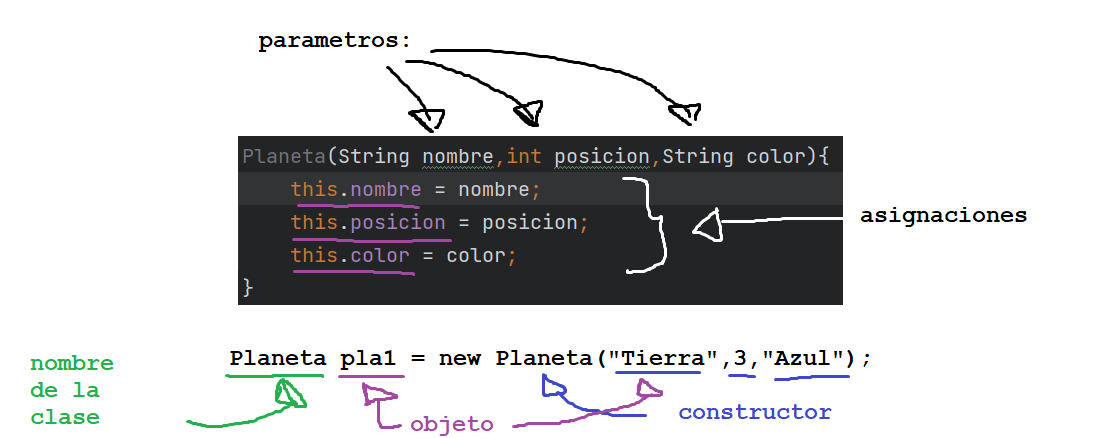 parametros:
Planeta(String nombre,int posicion,String color){
this.nombre = nombre;
this.posicion = posicion;
this.color = color;
}
asignaciones
Planeta pla1 = new Planeta("Tierra",3,"Azul");
nombre
de la
clase
objeto
constructor